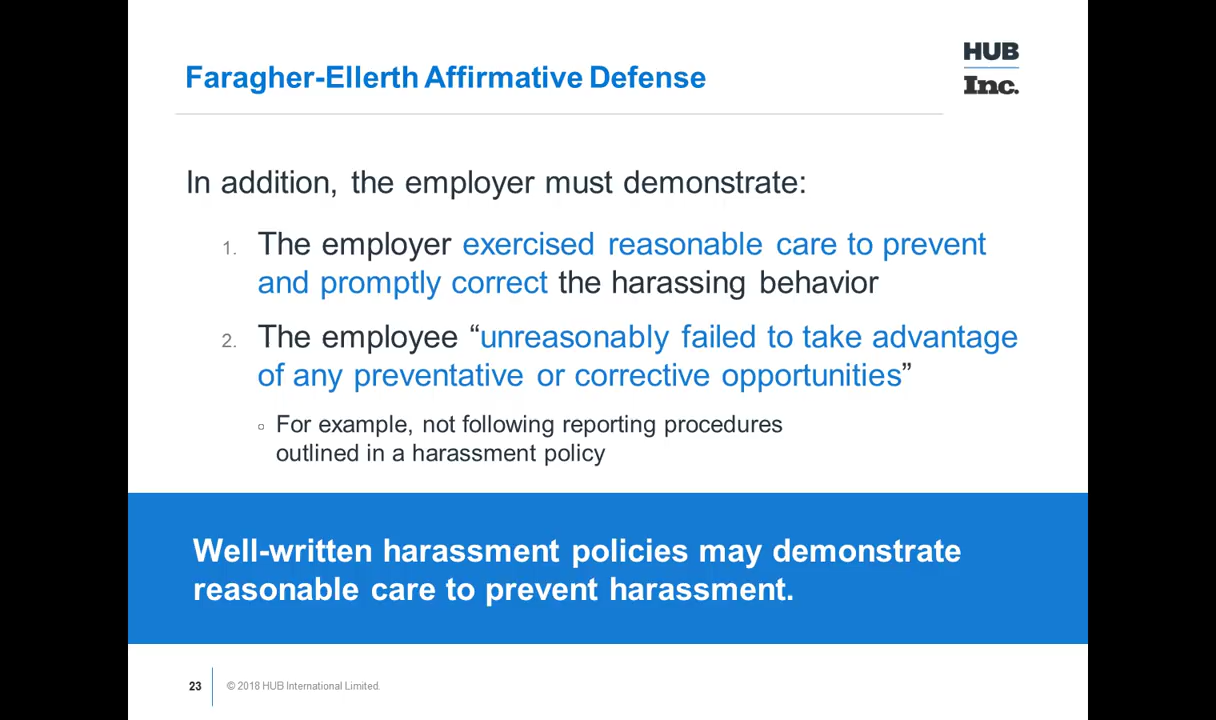 Faragher-Ellerth Affirmative Defense
HUB
Inc.
In addition, the employer must demonstrate:
1. The employer exercised reasonable care to prevent
and promptly correct the harassing behavior
2. The employee “unreasonably failed to take advantage
of any preventative or corrective opportunities”
○ For example, not following reporting procedures
outlined in a harassment policy
Well-written harassment policies may demonstrate
reasonable care to prevent harassment.
23 © 2018 HUB International Limited.